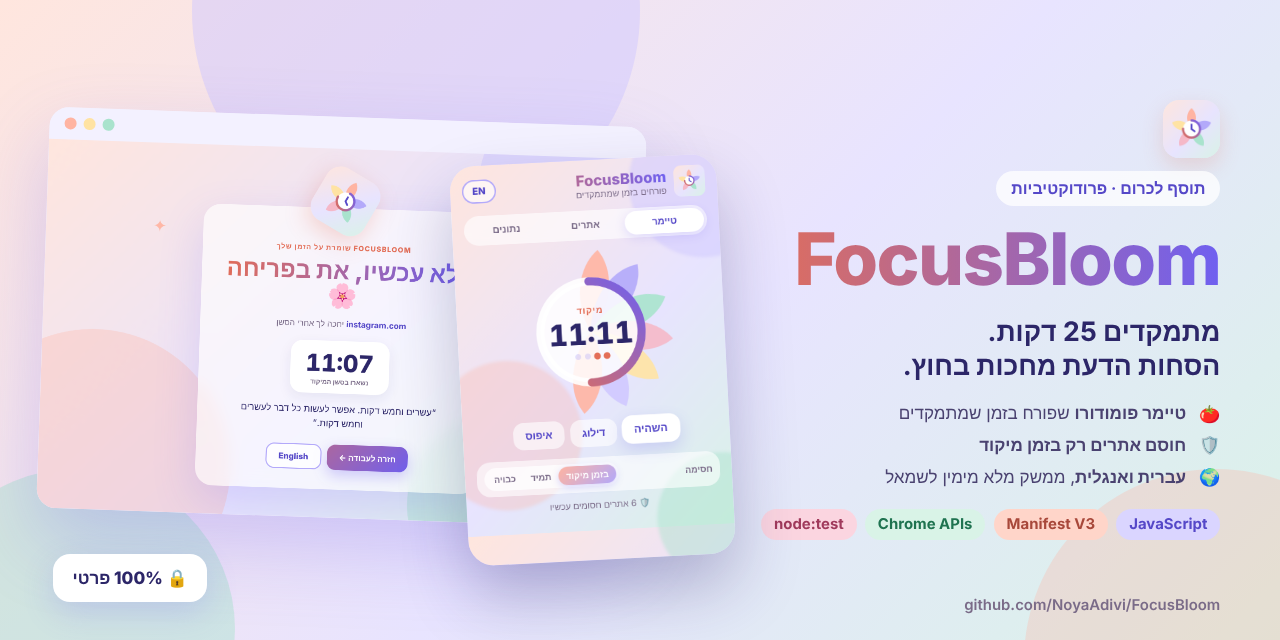 תוסף לכרום · פרודוקטיביות
FocusBloom
מתמקדים 25 דקות.
הסחות הדעת מחכות בחוץ.
🍅 טיימר פומודורו שפורח בזמן שמתמקדים
🛡️ חוסם אתרים רק בזמן מיקוד
🌍 עברית ואנגלית, ממשק מלא מימין לשמאל
JavaScript Manifest V3 Chrome APIs node:test
github.com/NoyaAdivi/FocusBloom
FocusBloom
פורחים בזמן שמתמקדים
EN
טיימר אתרים נתונים
מיקוד
11:11
השהיה דילוג איפוס
חסימה בזמן מיקוד תמיד כבויה
🛡️ 6 אתרים חסומים עכשיו
FOCUSBLOOM שומרת על הזמן שלך
לא עכשיו, את בפריחה
🌸
instagram.com יחכה לך אחרי הסשן
11:07
נשארו בסשן המיקוד
"עשרים וחמש דקות. אפשר לעשות כל דבר לעשרים
וחמש דקות."
חזרה לעבודה ←
English
🔒 100% פרטי